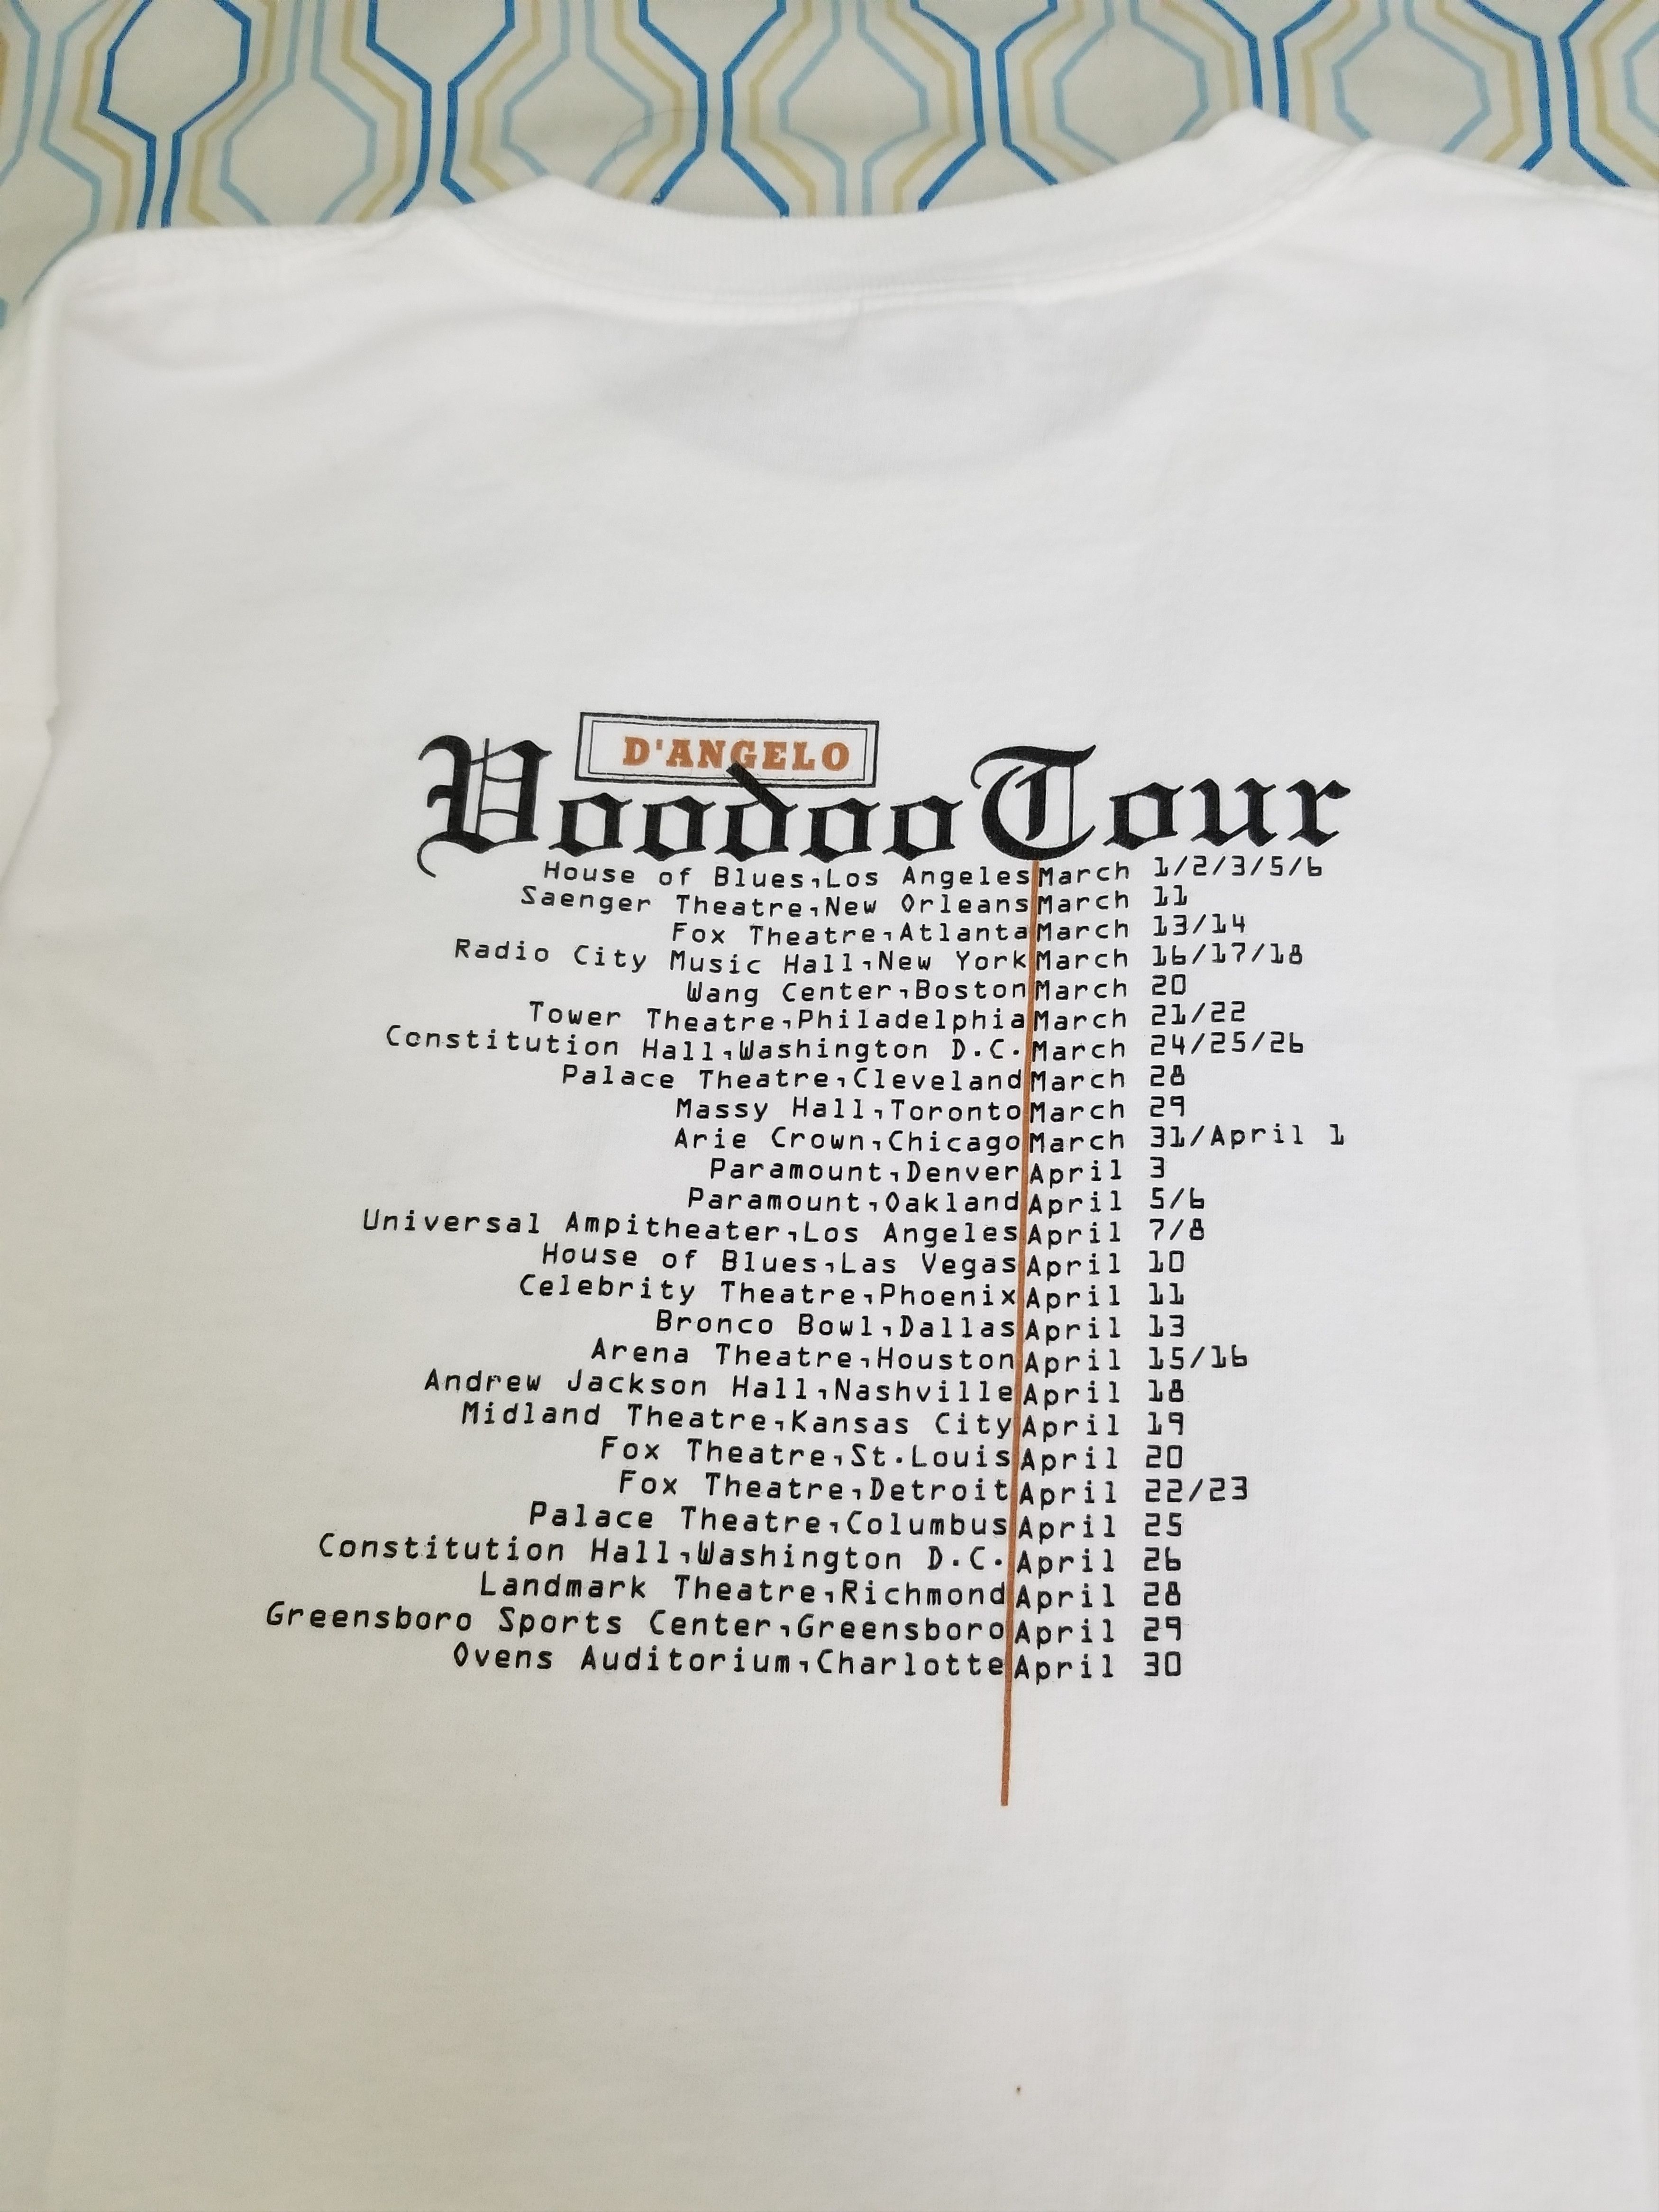 D'ANGELO
Voodoo Tour
House of Blues,Los Angeles March 1/2/3/5/6
Saenger Theatre,New Orleans March 11
Fox Theatre,Atlanta March 13/14
Radio City Music Hall,New York March 16/17/18
Wang Center,Boston March 20
Tower Theatre,Philadelphia March 21/22
Constitution Hall,Washington D.C. March 24/25/26
Palace Theatre,Cleveland March 28
Massy Hall,Toronto March 29
Arie Crown,Chicago March 31/April 1
Paramount,Denver April 3
Paramount,Oakland April 5/6
Universal Ampitheater,Los Angeles April 7/8
House of Blues,Las Vegas April 10
Celebrity Theatre,Phoenix April 11
Bronco Bowl,Dallas April 13
Arena Theatre,Houston April 15/16
Andrew Jackson Hall,Nashville April 18
Midland Theatre,Kansas City April 19
Fox Theatre,St.Louis April 20
Fox Theatre,Detroit April 22/23
Palace Theatre,Columbus April 25
Constitution Hall,Washington D.C. April 26
Landmark Theatre,Richmond April 28
Greensboro Sports Center,Greensboro April 29
Ovens Auditorium,Charlotte April 30